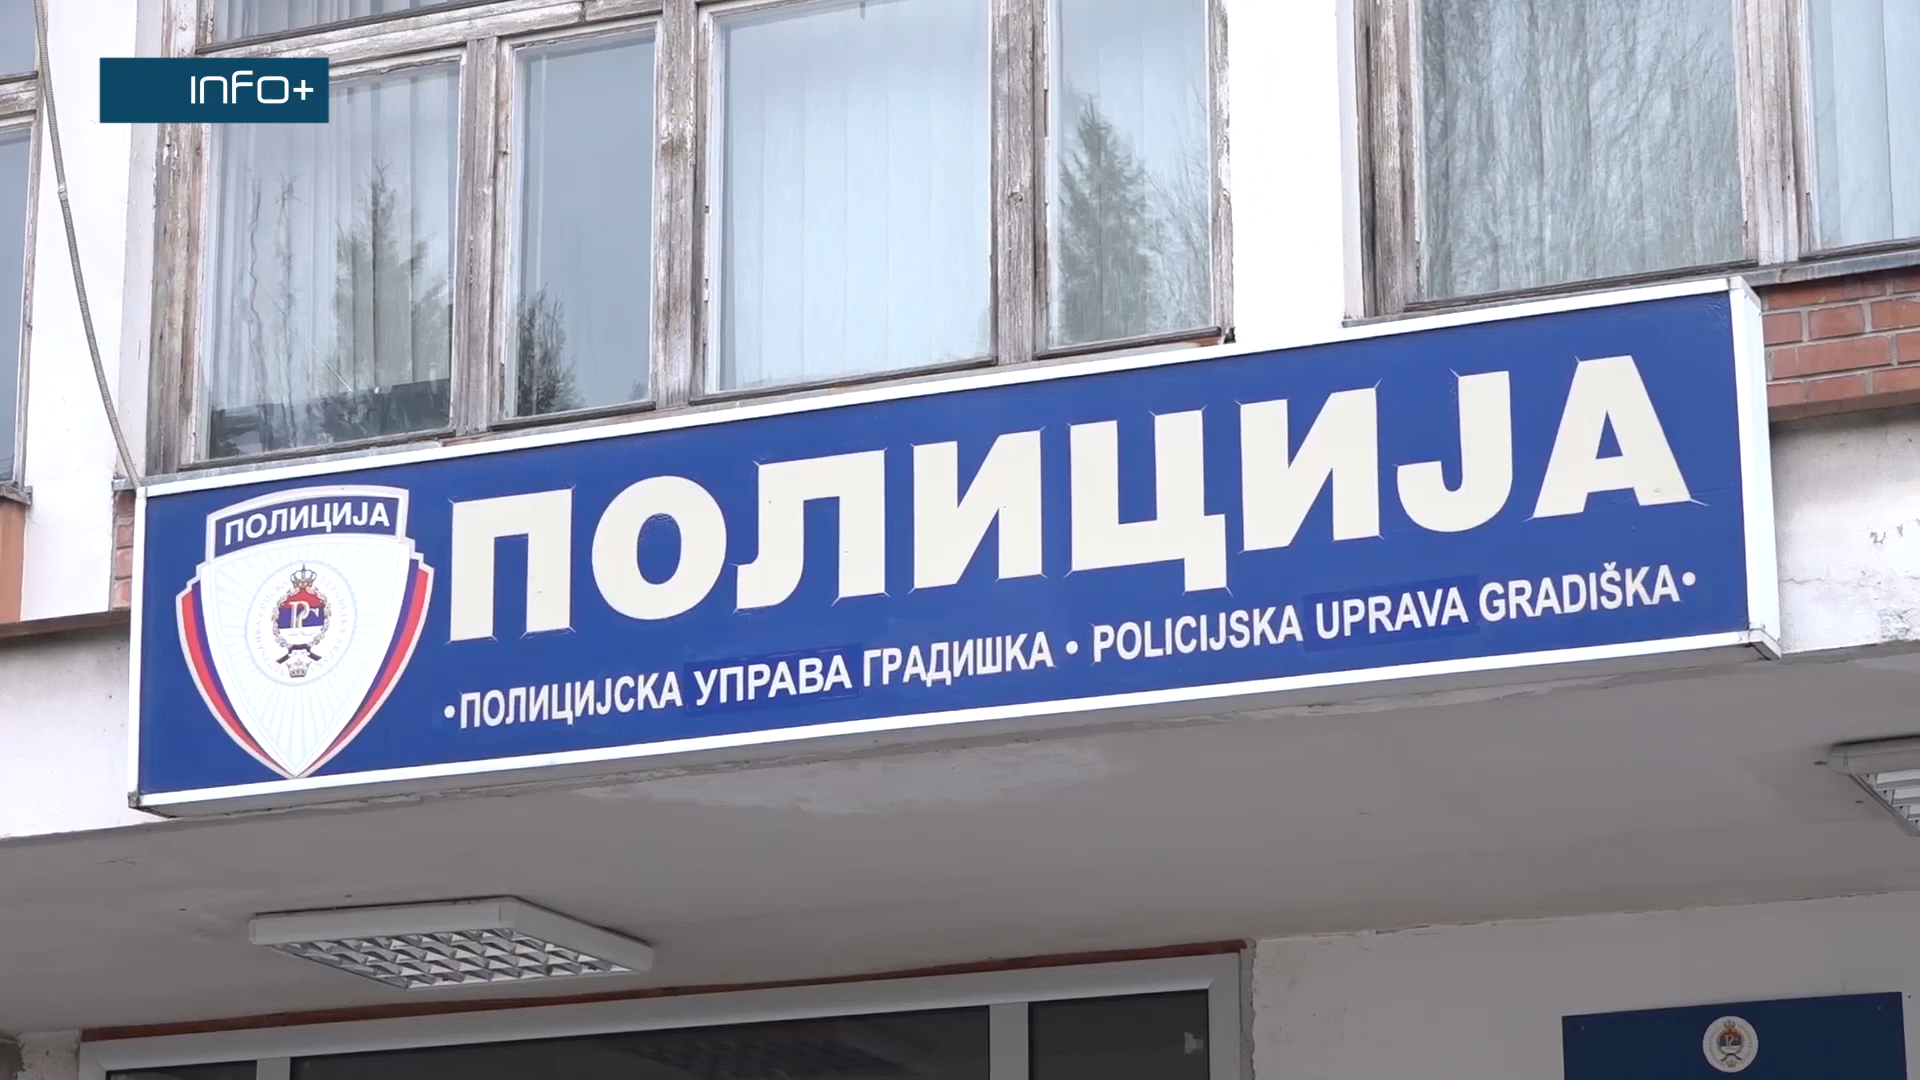 INFO+
ПОЛИЦИЈА
ПОЛИЦИЈА
•ПОЛИЦИЈСКА УПРАВА ГРАДИШКА • POLICIJSKA UPRAVA GRADIŠKA•